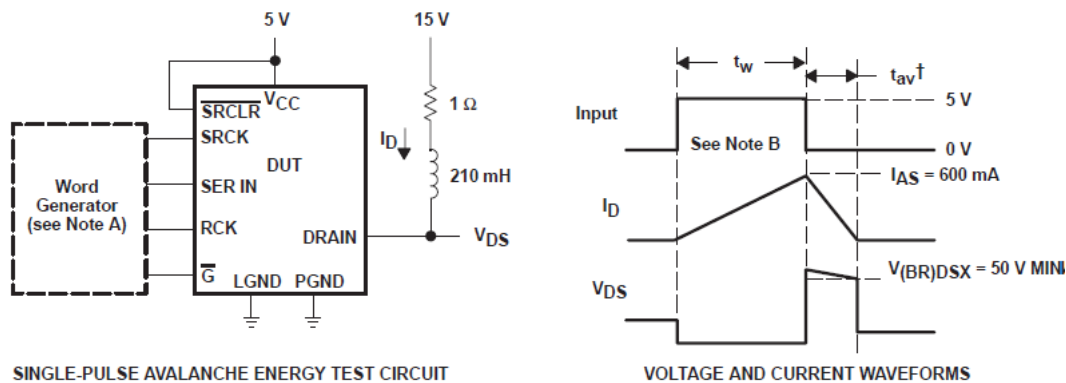 5 V
15 V
VCC
SRCLR
1 Ω
SRCK
ID
DUT
Word
Generator
(see Note A)
SER IN
210 mH
RCK
DRAIN
VDS
G
LGND PGND
SINGLE-PULSE AVALANCHE ENERGY TEST CIRCUIT
tw
tav†
Input
5 V
See Note B
0 V
IAS = 600 mA
ID
V(BR)DSX = 50 V MIN
VDS
VOLTAGE AND CURRENT WAVEFORMS